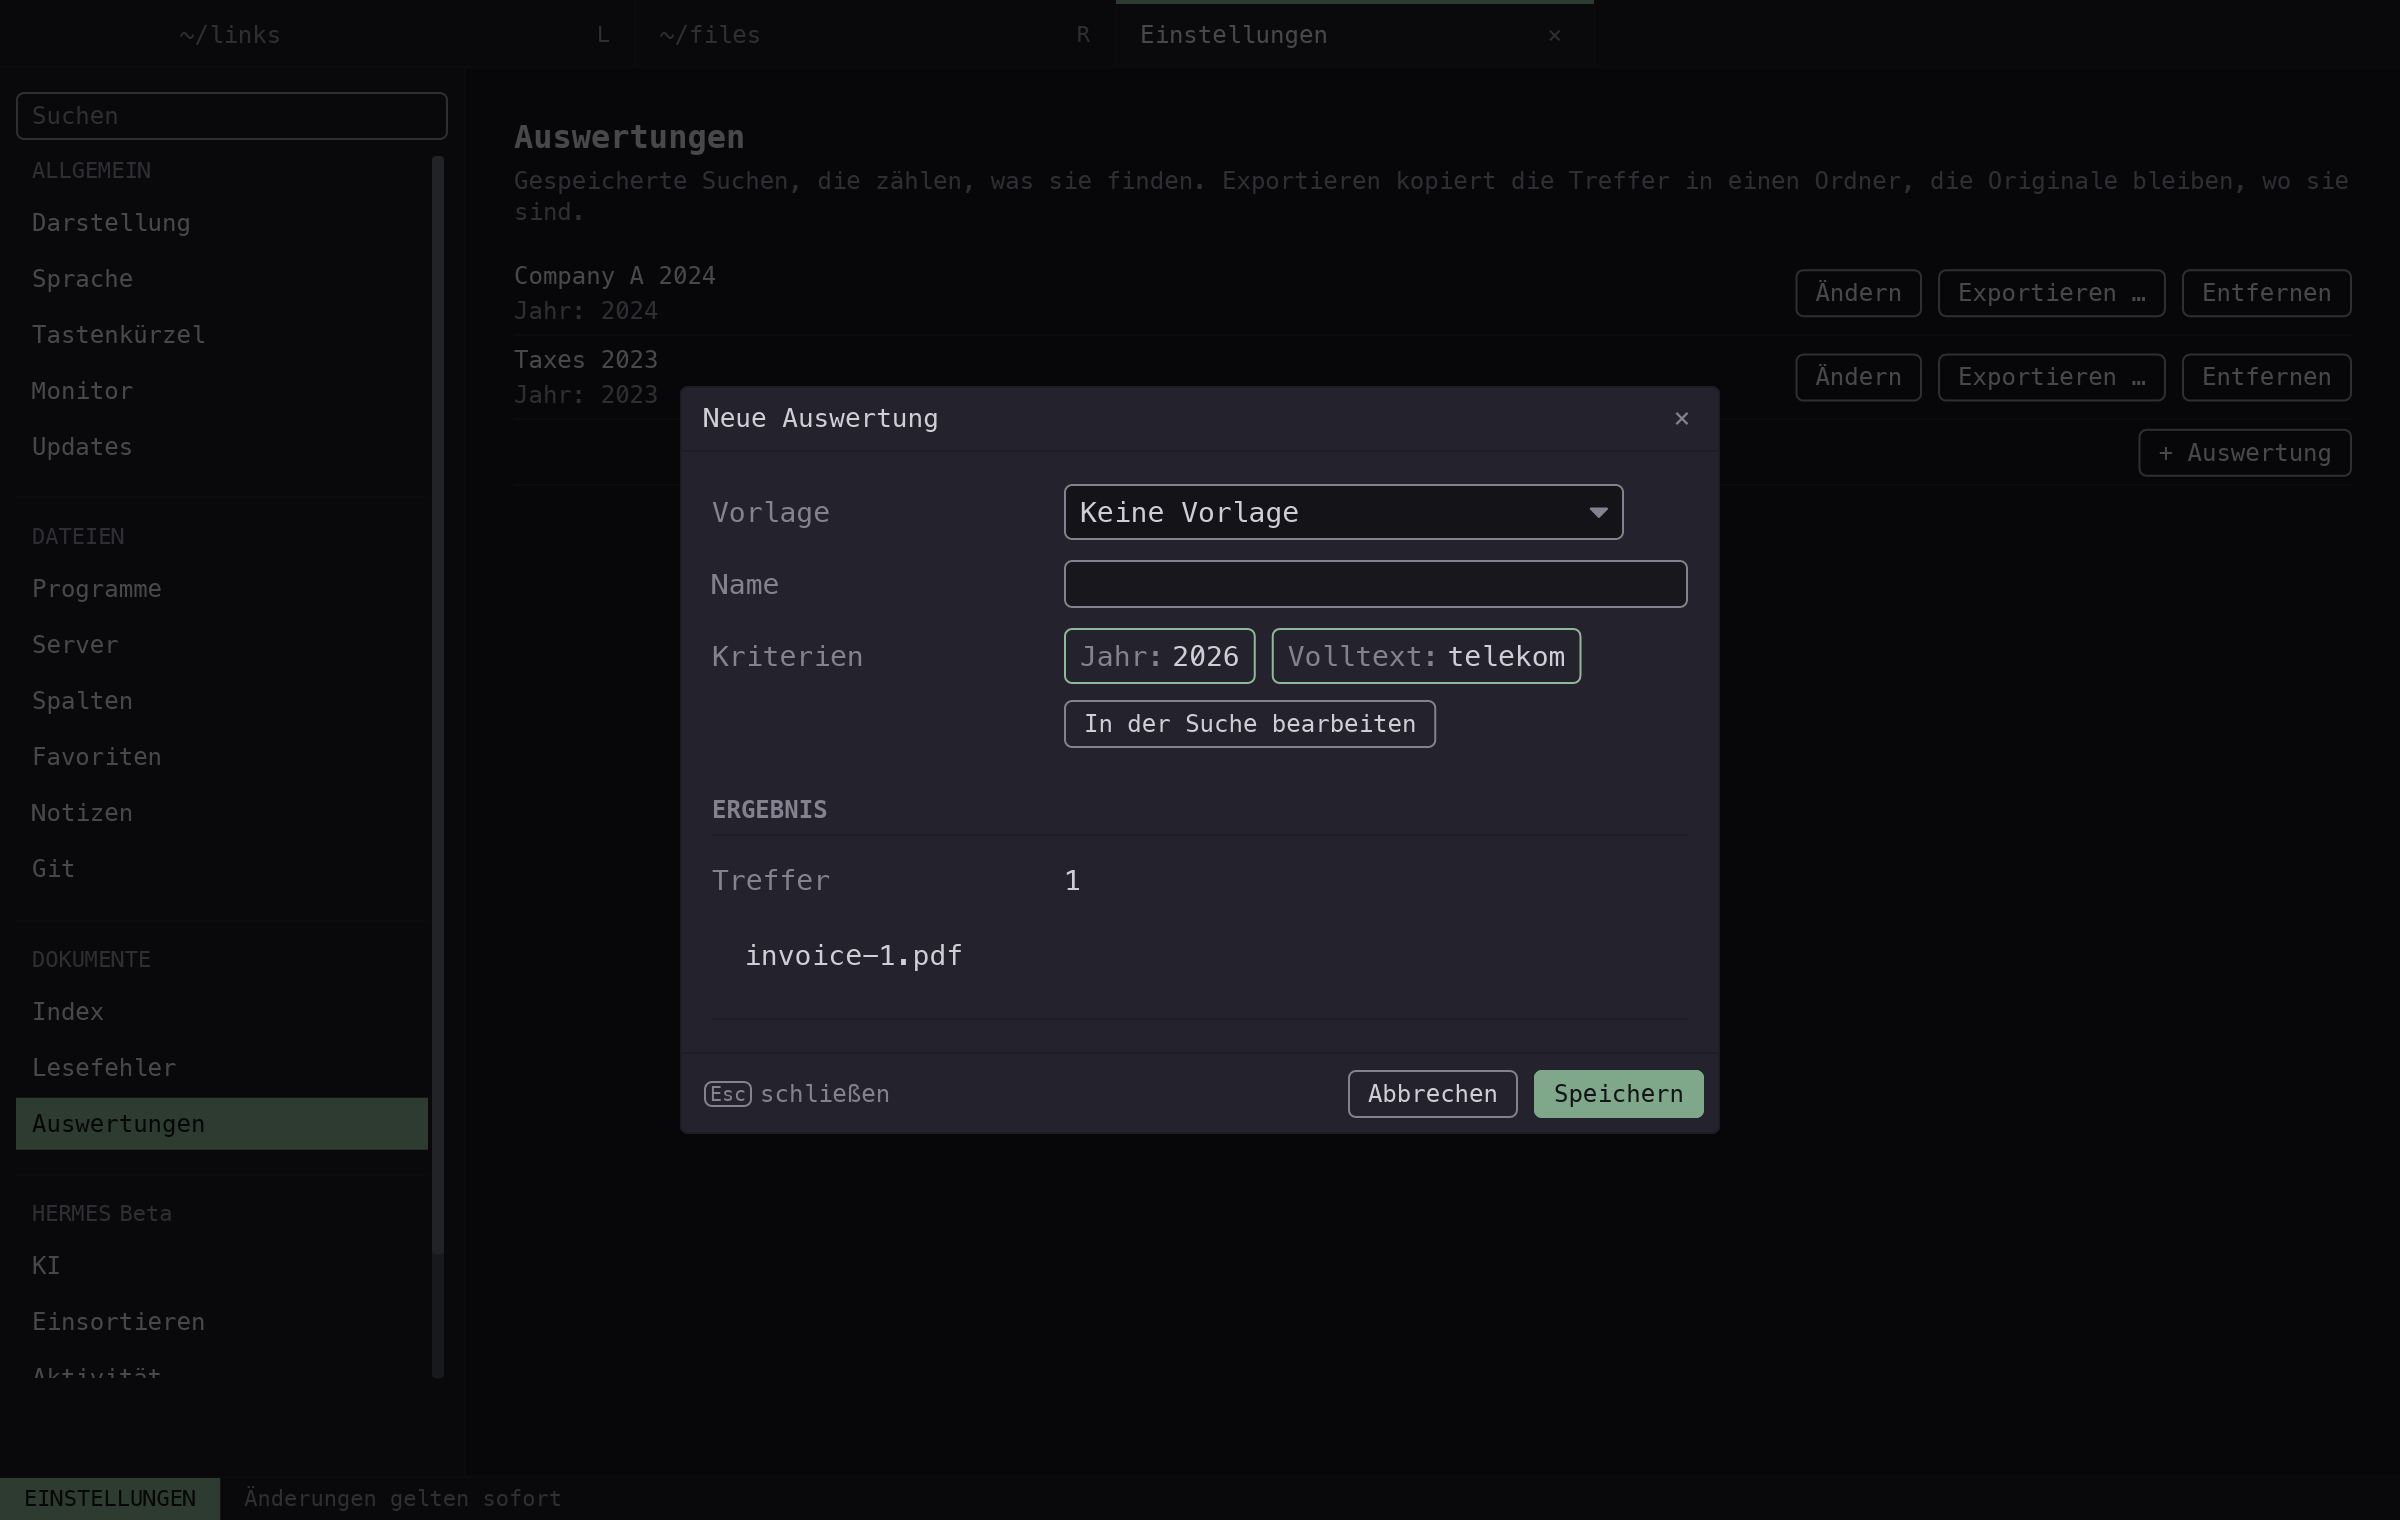 ~/links L ~/files R Einstellungen ×
Suchen
ALLGEMEIN
Darstellung
Sprache
Tastenkürzel
Monitor
Updates
DATEIEN
Programme
Server
Spalten
Favoriten
Notizen
Git
DOKUMENTE
Index
Lesefehler
Auswertungen
HERMES Beta
KI
Einsortieren
Aktivität
Auswertungen
Gespeicherte Suchen, die zählen, was sie finden. Exportieren kopiert die Treffer in einen Ordner, die Originale bleiben, wo sie
sind.
Company A 2024
Jahr: 2024
Ändern Exportieren … Entfernen
Taxes 2023
Jahr: 2023
Ändern Exportieren … Entfernen
+ Auswertung
Neue Auswertung ×
Vorlage Keine Vorlage
Name
Kriterien Jahr: 2026 Volltext: telekom
In der Suche bearbeiten
ERGEBNIS
Treffer 1
invoice-1.pdf
Esc schließen Abbrechen Speichern
EINSTELLUNGEN Änderungen gelten sofort